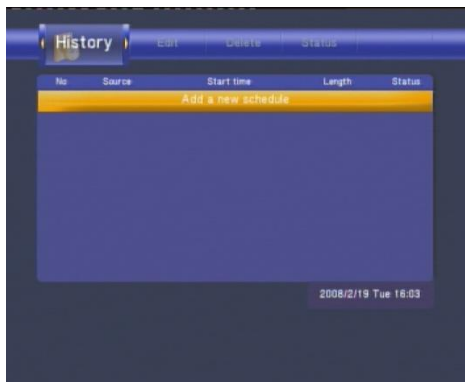 History Edit Delete Status
No Source Start time Length Status
Add a new schedule
2008/2/19 Tue 16:03